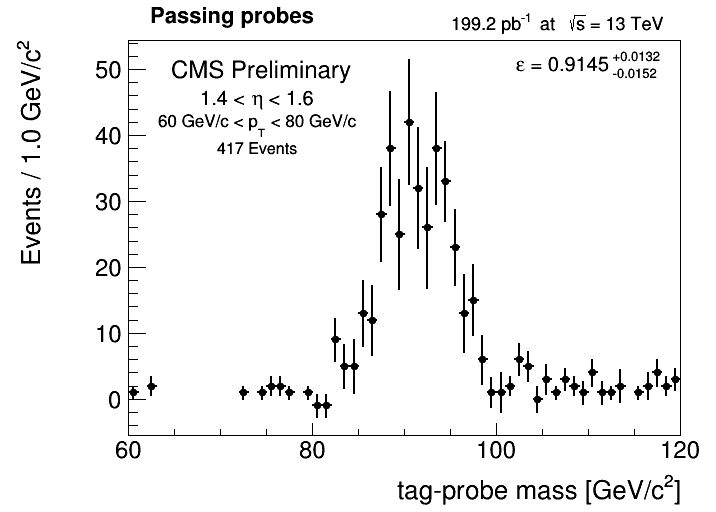 Passing probes
199.2 pb⁻¹ at √s = 13 TeV
CMS Preliminary
ε = 0.9145 +0.0132 -0.0152
1.4 < η < 1.6
60 GeV/c < p_T < 80 GeV/c
417 Events
Events / 1.0 GeV/c²
50
40
30
20
10
0
60 80 100 120
tag-probe mass [GeV/c²]